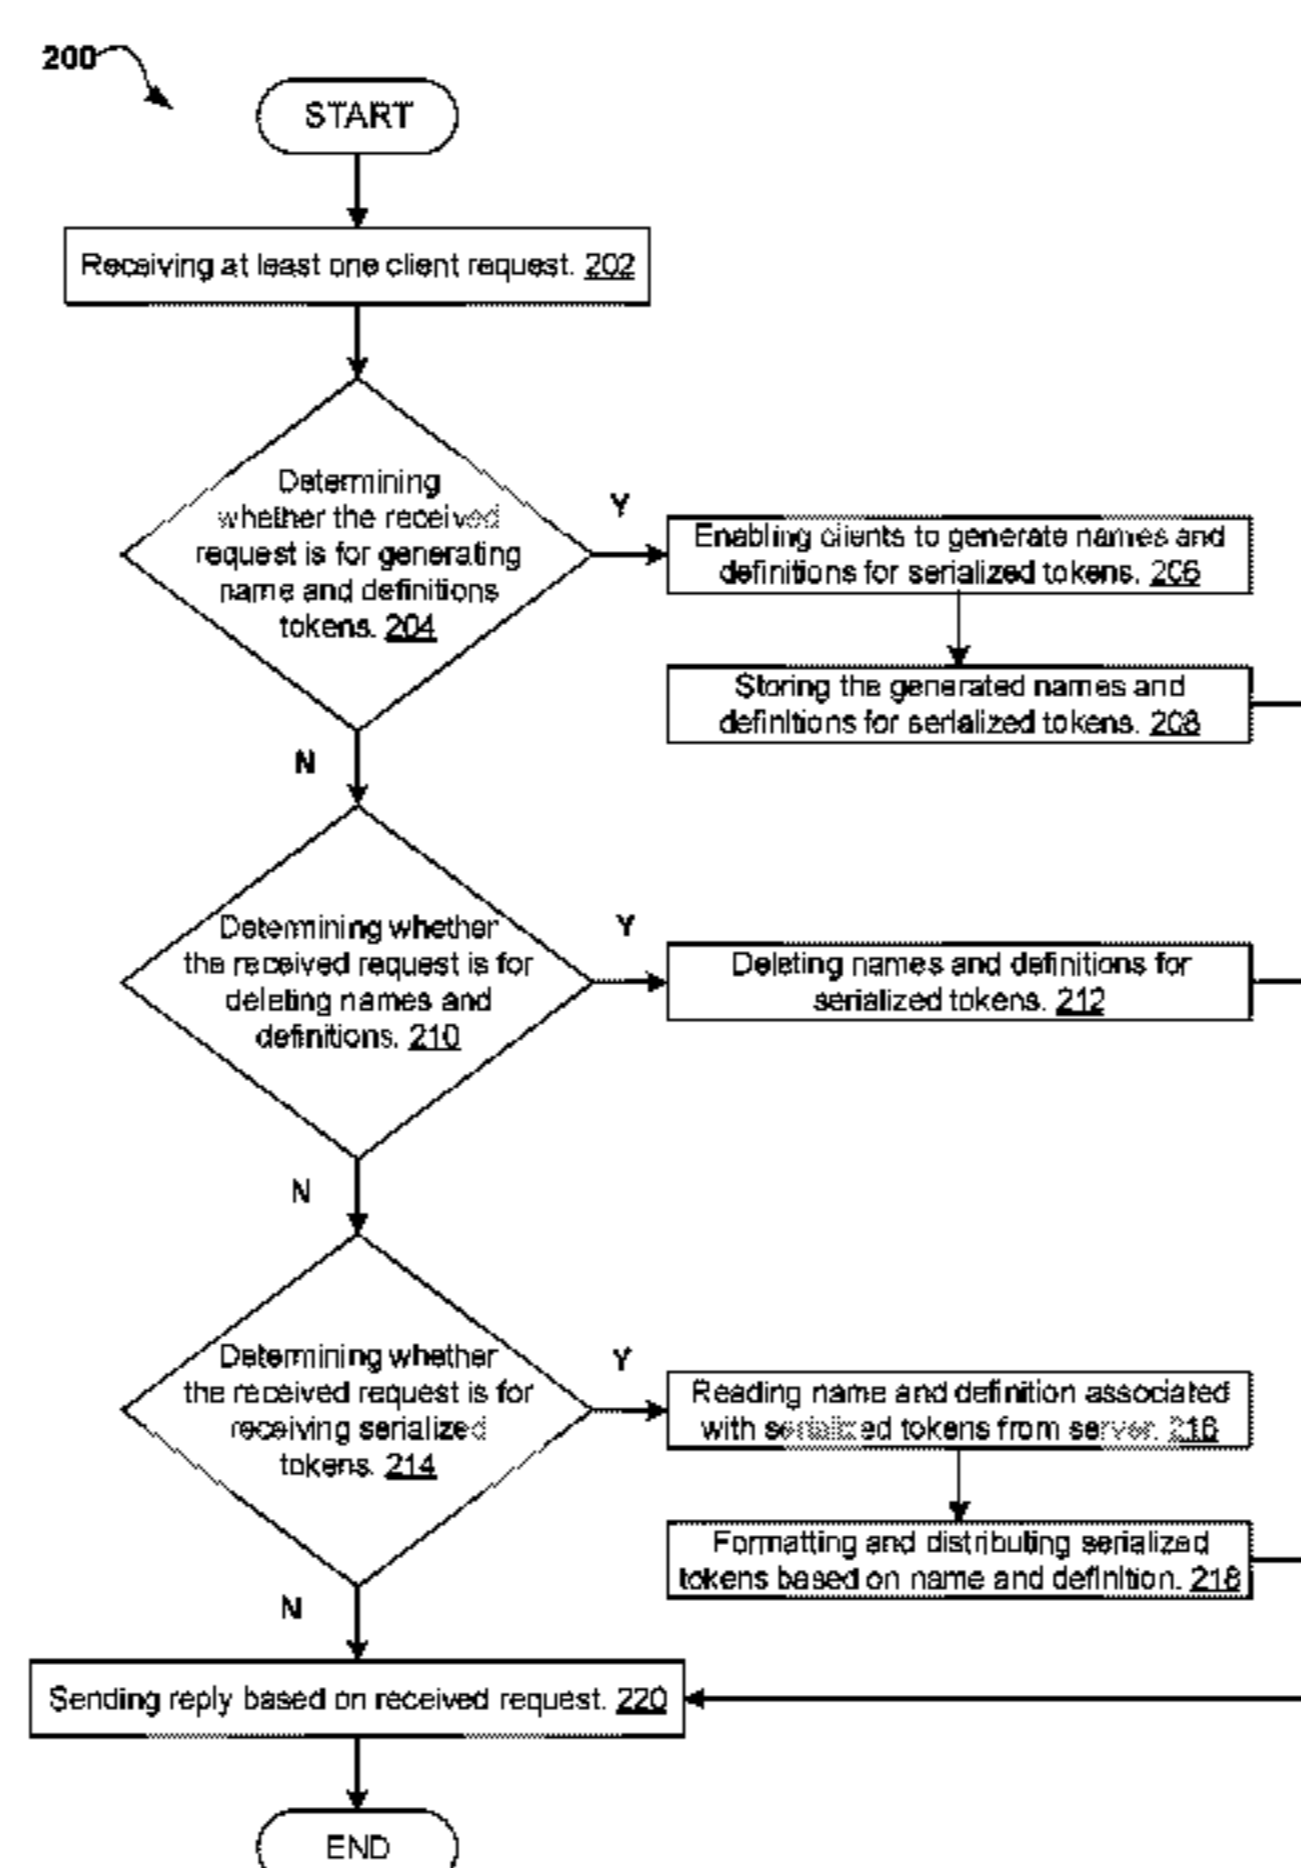 200
START
Receiving at least one client request. 202
Determining
whether the received
request is for generating
name and definitions
tokens. 204
Y
Enabling clients to generate names and
definitions for serialized tokens. 206
Storing the generated names and
definitions for serialized tokens. 208
N
Determining whether
the received request is for
deleting names and
definitions. 210
Y
Deleting names and definitions for
serialized tokens. 212
N
Determining whether
the received request is for
receiving serialized
tokens. 214
Y
Reading name and definition associated
with serialized tokens from server. 216
Formatting and distributing serialized
tokens based on name and definition. 218
N
Sending reply based on received request. 220
END